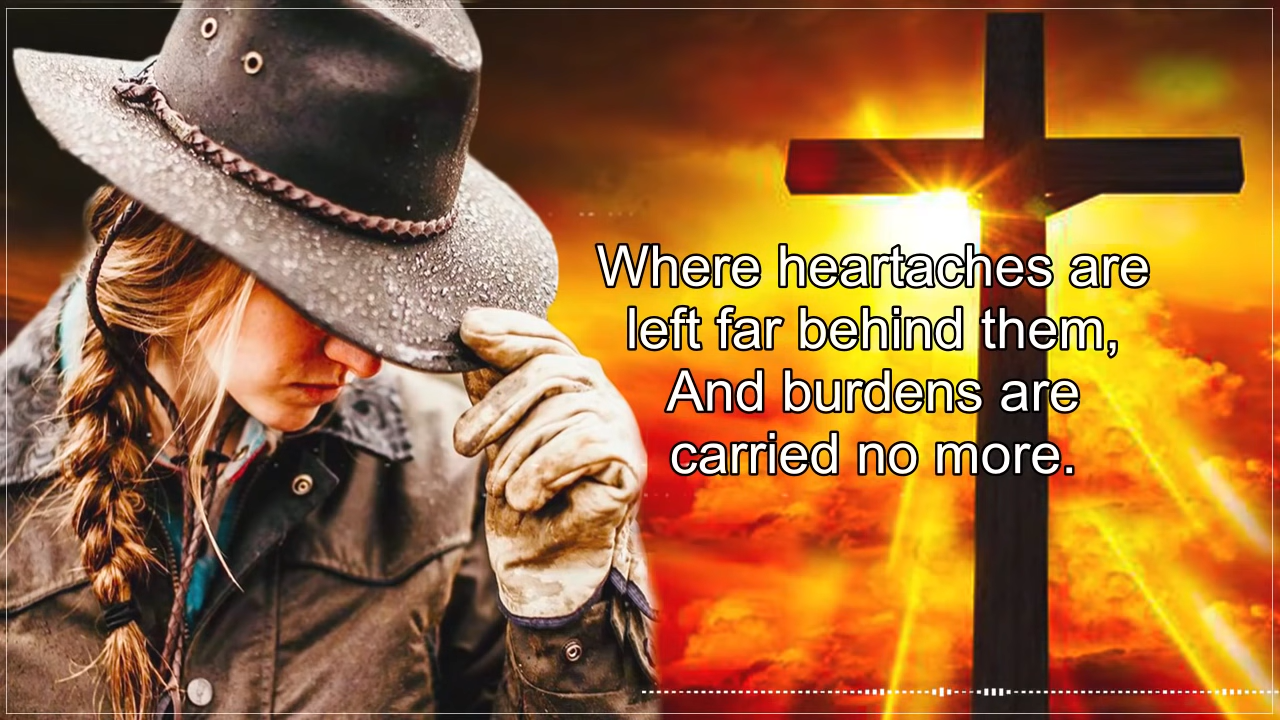 Where heartaches are
left far behind them,
And burdens are
carried no more.